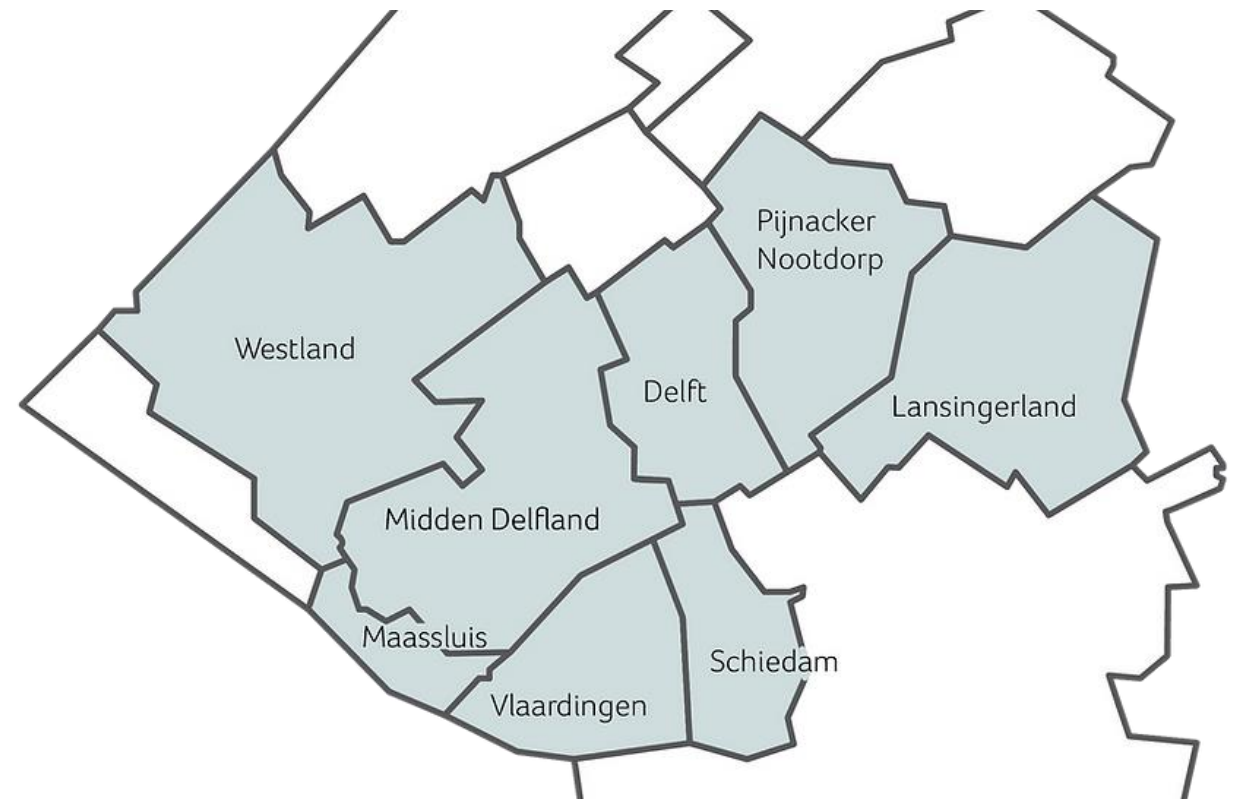 Pijnacker
Nootdorp
Westland
Delft
Lansingerland
Midden Delfland
Maassluis
Schiedam
Vlaardingen